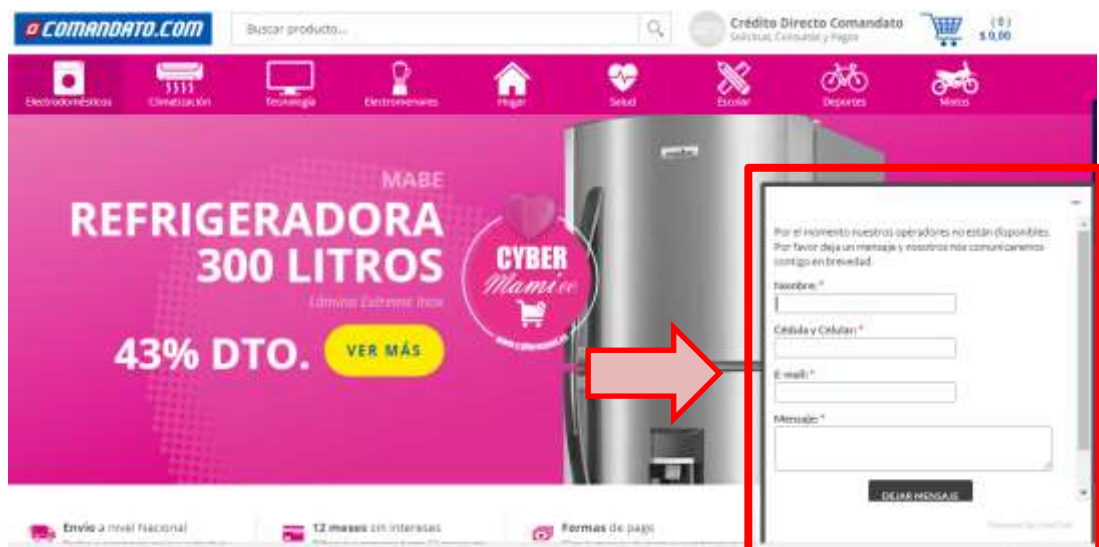 COMANDATO.COM
Buscar producto...
Crédito Directo Comandato
Solicitud, Consulta y Pagos
(0)
$ 0,00
Electrodomésticos
Climatización
Tecnología
Electromenores
Hogar
Salud
Escolar
Deportes
Motos
MABE
REFRIGERADORA
300 LITROS
43% DTO.
VER MÁS
CYBER
mabe
Por el momento nuestros operadores no están disponibles.
Por favor deja un mensaje y nosotros nos comunicaremos
contigo en brevedad.
Nombre: *
Cédula y Celular: *
E-mail: *
Mensaje: *
DEJAR MENSAJE
Envío a nivel Nacional
12 meses sin intereses
Formas de pago